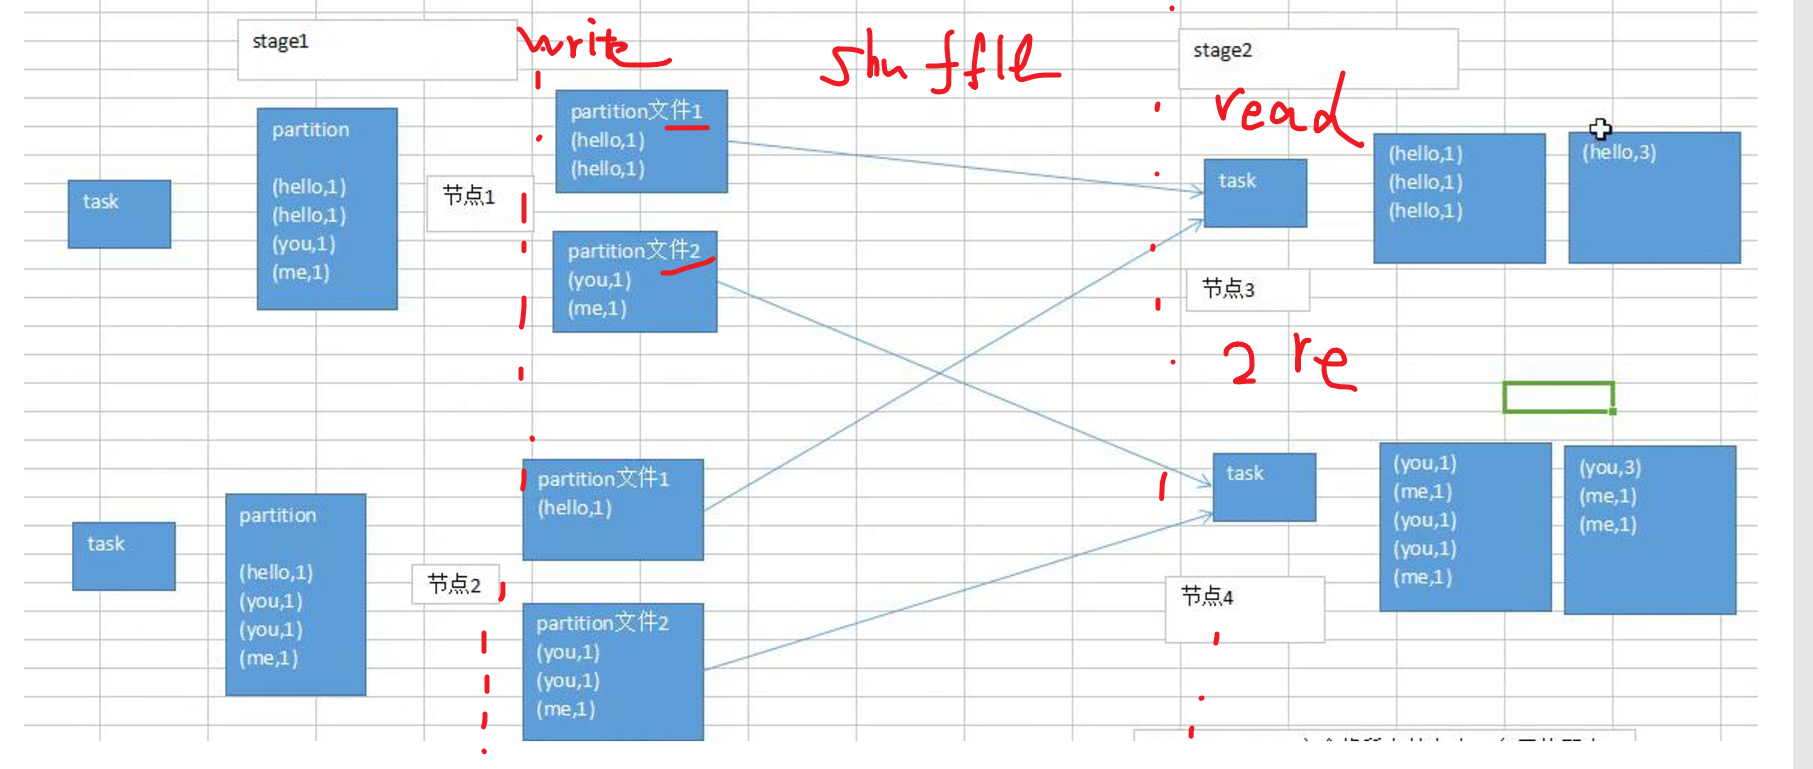 stage1
write
shuffle
stage2
read
partition
(hello,1)
(hello,1)
(you,1)
(me,1)
task
节点1
partition文件1
(hello,1)
(hello,1)
partition文件2
(you,1)
(me,1)
task
(hello,1)
(hello,1)
(hello,1)
(hello,3)
节点3
2 re
task
partition
(hello,1)
(you,1)
(you,1)
(me,1)
节点2
partition文件1
(hello,1)
partition文件2
(you,1)
(you,1)
(me,1)
task
节点4
(you,1)
(me,1)
(you,1)
(you,1)
(me,1)
(you,3)
(me,1)
(me,1)